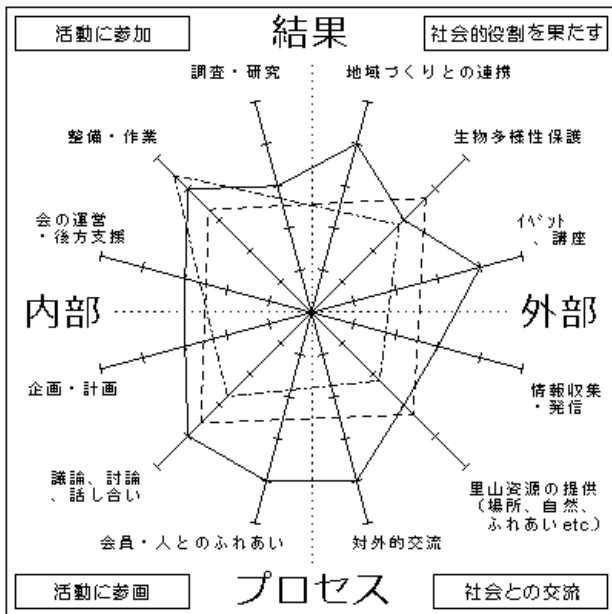 活動に参加
結果
社会的役割を果たす
調査・研究
地域づくりとの連携
整備・作業
生物多様性保護
会の運営
・後方支援
イベント
、講座
内部
外部
企画・計画
情報収集
・発信
議論、討論
、話し合い
里山資源の提供
(場所、自然、
ふれあい etc.)
会員・人とのふれあい
対外的交流
活動に参画
プロセス
社会との交流